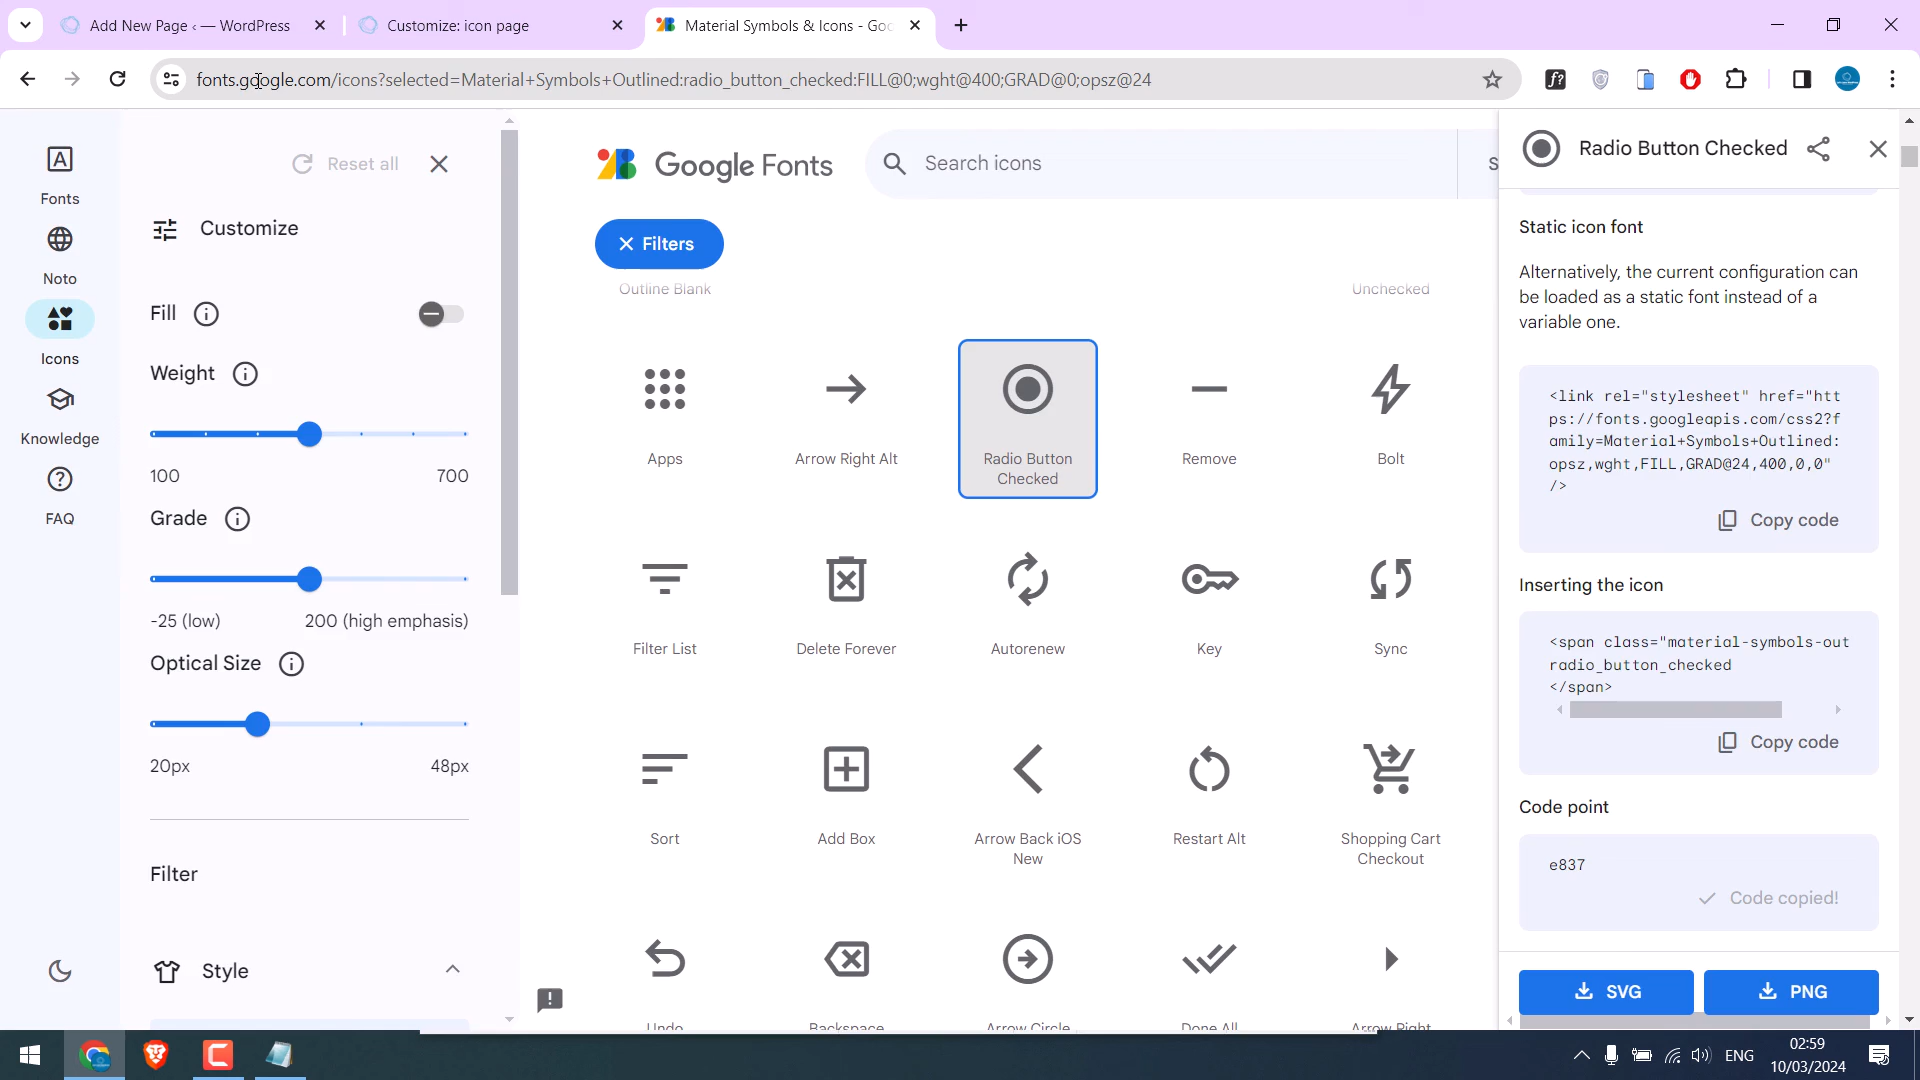 Add New Page ‹ — WordPress
Customize: icon page
Material Symbols & Icons - Goo
fonts.google.com/icons?selected=Material+Symbols+Outlined:radio_button_checked:FILL@0;wght@400;GRAD@0;opsz@24
Fonts
Noto
Icons
Knowledge
FAQ
Reset all
Customize
Fill
Weight
100 700
Grade
-25 (low) 200 (high emphasis)
Optical Size
20px 48px
Filter
Style
Google Fonts
Search icons
S
Filters
Outline Blank
Unchecked
Apps
Arrow Right Alt
Radio Button
Checked
Remove
Bolt
Filter List
Delete Forever
Autorenew
Key
Sync
Sort
Add Box
Arrow Back iOS
New
Restart Alt
Shopping Cart
Checkout
Undo
Backspace
Arrow Circle
Done All
Arrow Right
Radio Button Checked
Static icon font
Alternatively, the current configuration can
be loaded as a static font instead of a
variable one.
<link rel="stylesheet" href="htt
ps://fonts.googleapis.com/css2?f
amily=Material+Symbols+Outlined:
opsz,wght,FILL,GRAD@24,400,0,0"
/>
Copy code
Inserting the icon
<span class="material-symbols-out
radio_button_checked
</span>
Copy code
Code point
e837
Code copied!
SVG
PNG
ENG
02:59
10/03/2024